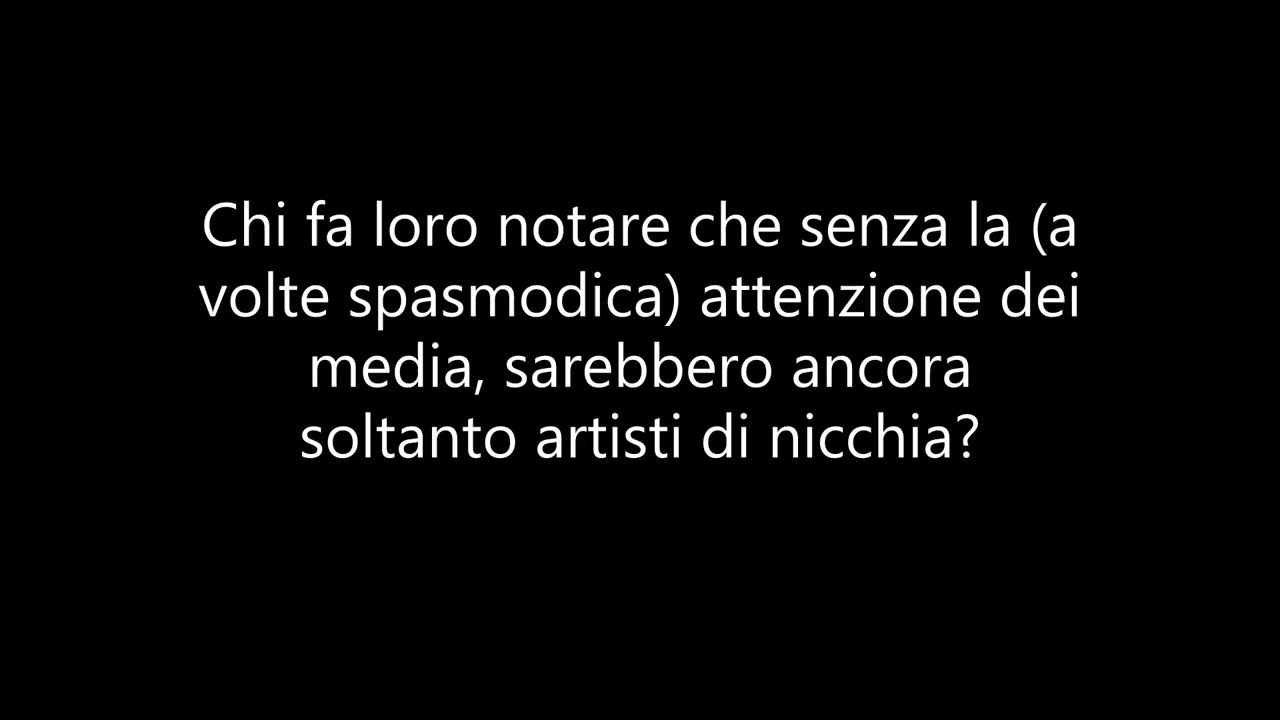 Chi fa loro notare che senza la (a
volte spasmodica) attenzione dei
media, sarebbero ancora
soltanto artisti di nicchia?